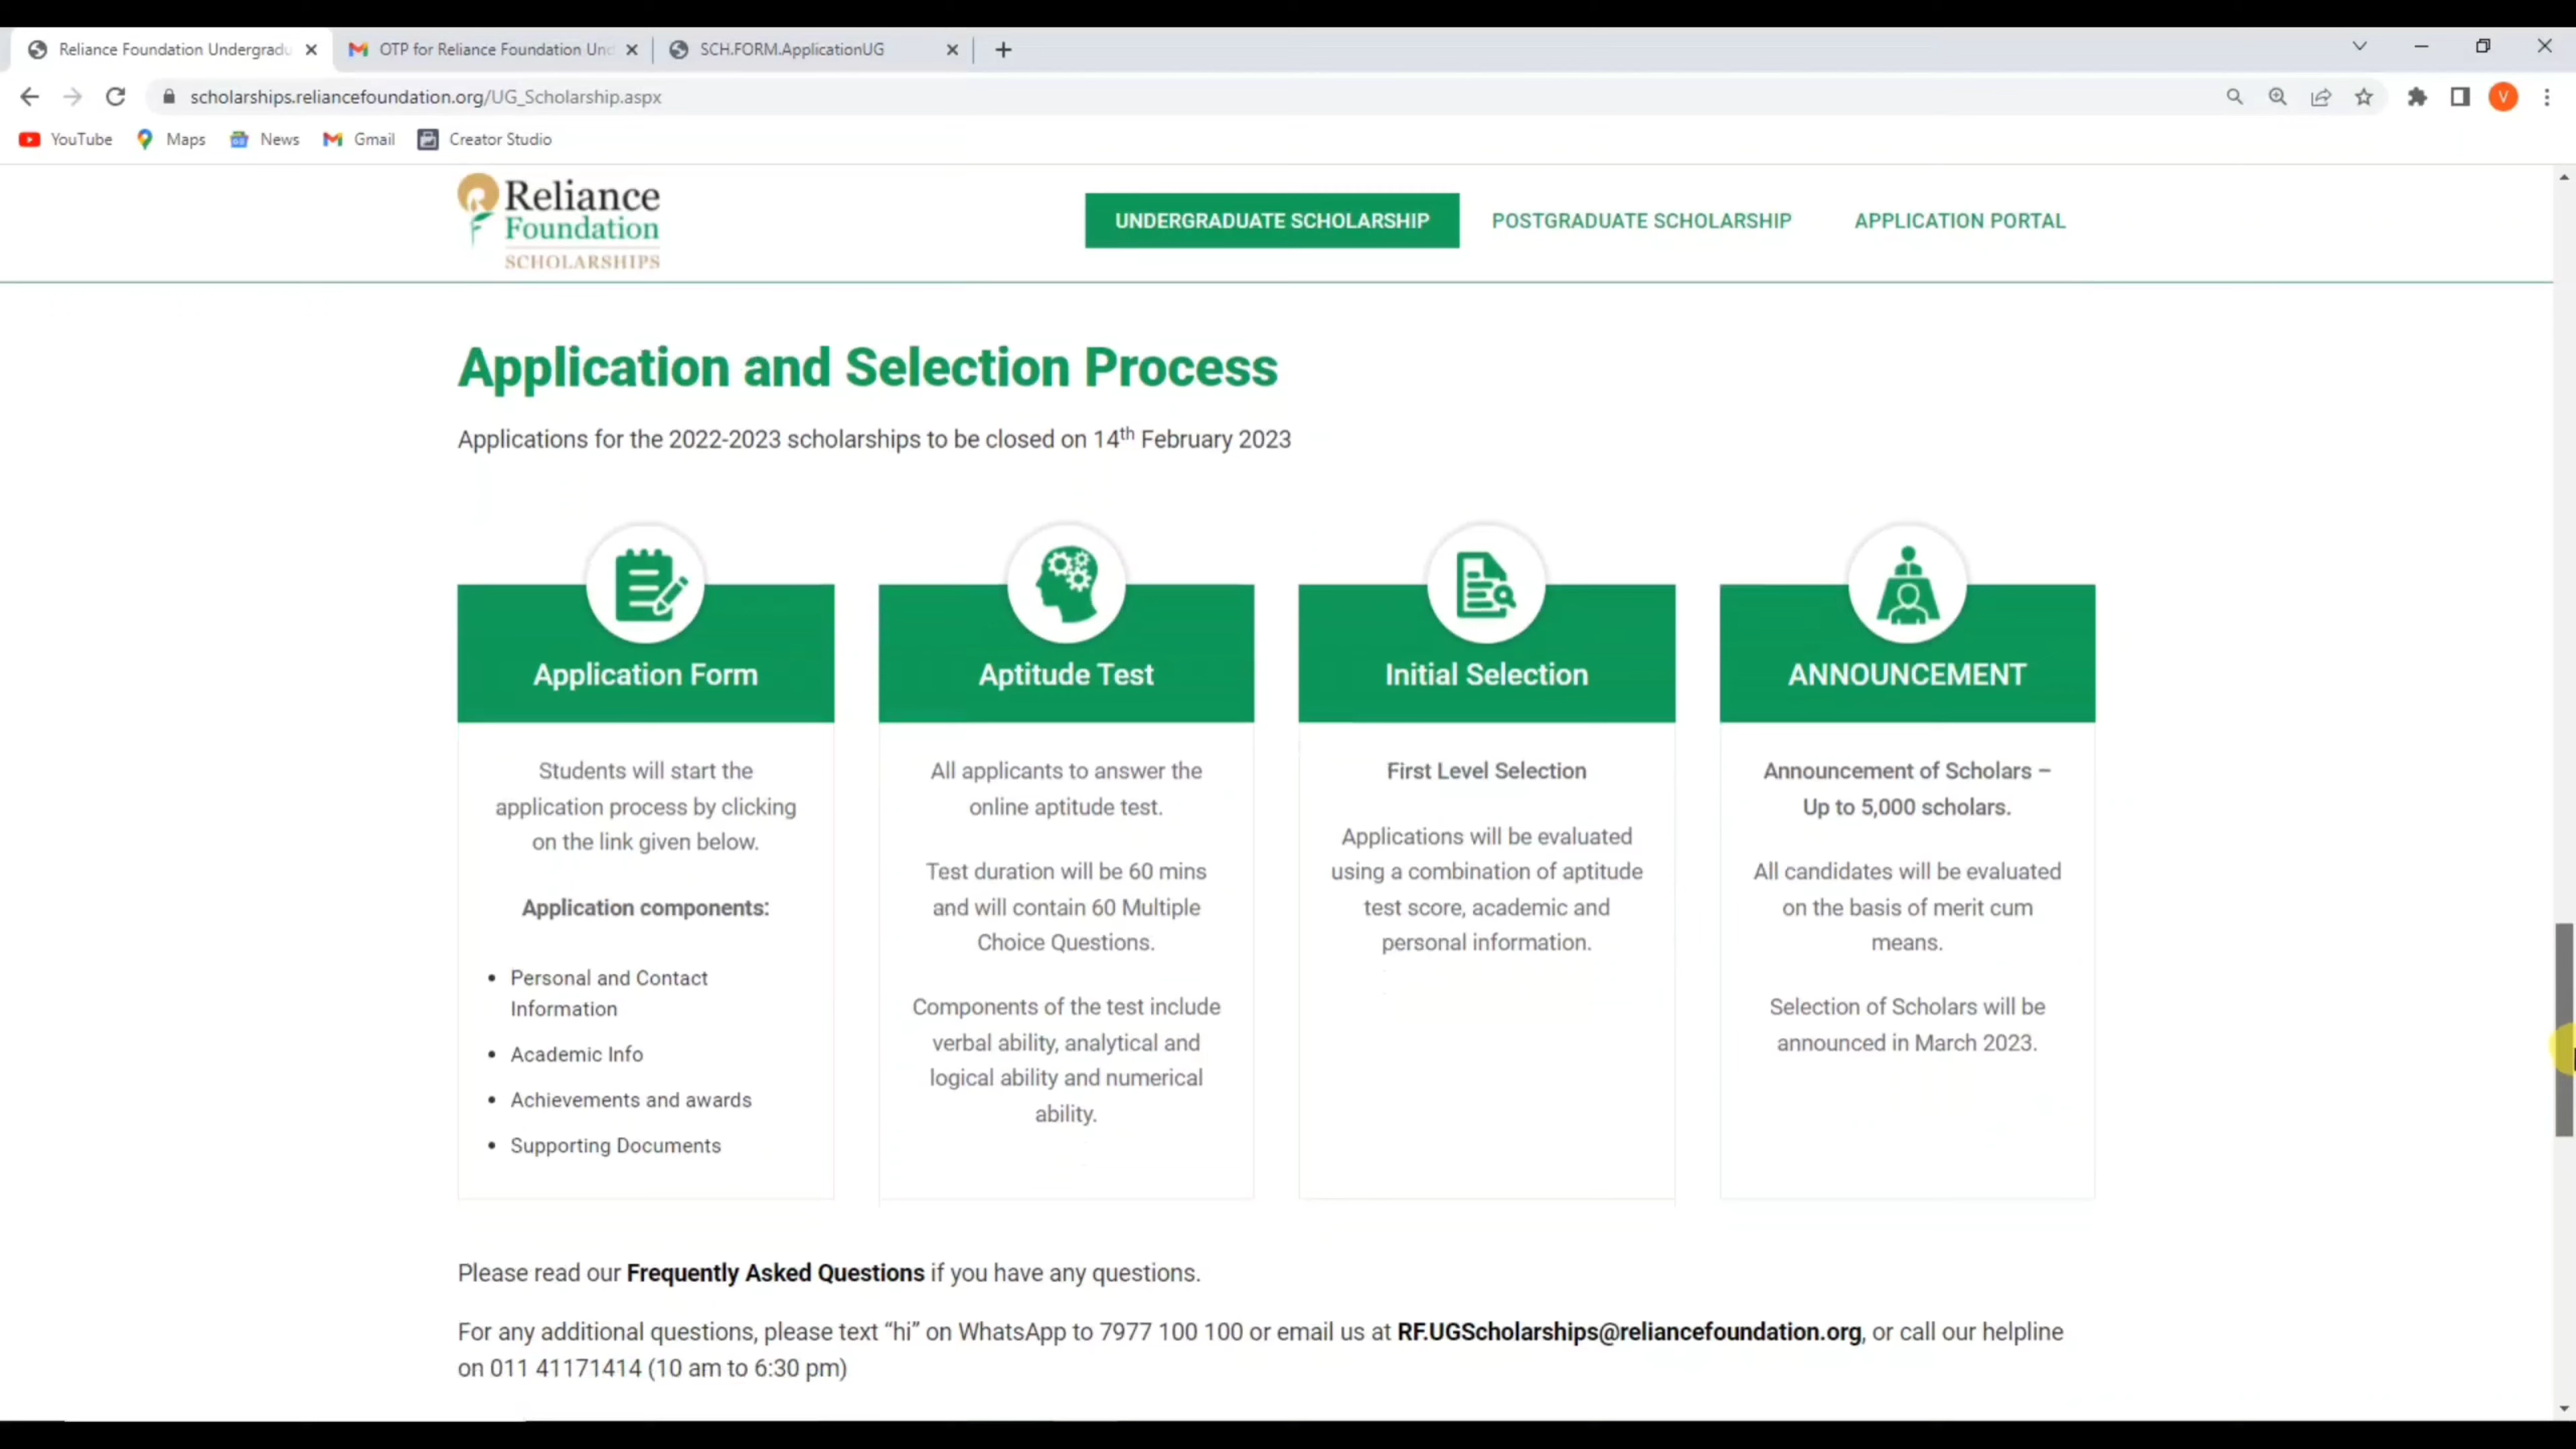 Reliance Foundation Undergradu
OTP for Reliance Foundation Und
SCH.FORM.ApplicationUG
scholarships.reliancefoundation.org/UG_Scholarship.aspx
V
YouTube
Maps
News
Gmail
Creator Studio
Reliance
Foundation
SCHOLARSHIPS
UNDERGRADUATE SCHOLARSHIP
POSTGRADUATE SCHOLARSHIP
APPLICATION PORTAL
Application and Selection Process
Applications for the 2022-2023 scholarships to be closed on 14th February 2023
Application Form
Students will start the
application process by clicking
on the link given below.
Application components:
• Personal and Contact
Information
• Academic Info
• Achievements and awards
• Supporting Documents
Aptitude Test
All applicants to answer the
online aptitude test.
Test duration will be 60 mins
and will contain 60 Multiple
Choice Questions.
Components of the test include
verbal ability, analytical and
logical ability and numerical
ability.
Initial Selection
First Level Selection
Applications will be evaluated
using a combination of aptitude
test score, academic and
personal information.
ANNOUNCEMENT
Announcement of Scholars –
Up to 5,000 scholars.
All candidates will be evaluated
on the basis of merit cum
means.
Selection of Scholars will be
announced in March 2023.
Please read our Frequently Asked Questions if you have any questions.
For any additional questions, please text “hi” on WhatsApp to 7977 100 100 or email us at RF.UGScholarships@reliancefoundation.org, or call our helpline
on 011 41171414 (10 am to 6:30 pm)